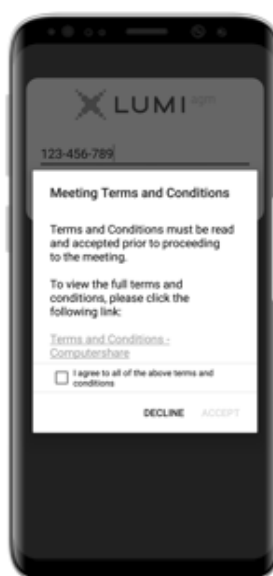 LUMI agm
123-456-789
Meeting Terms and Conditions
Terms and Conditions must be read
and accepted prior to proceeding
to the meeting.
To view the full terms and
conditions, please click the
following link:
Terms and Conditions -
Computershare
I agree to all of the above terms and
conditions
DECLINE ACCEPT